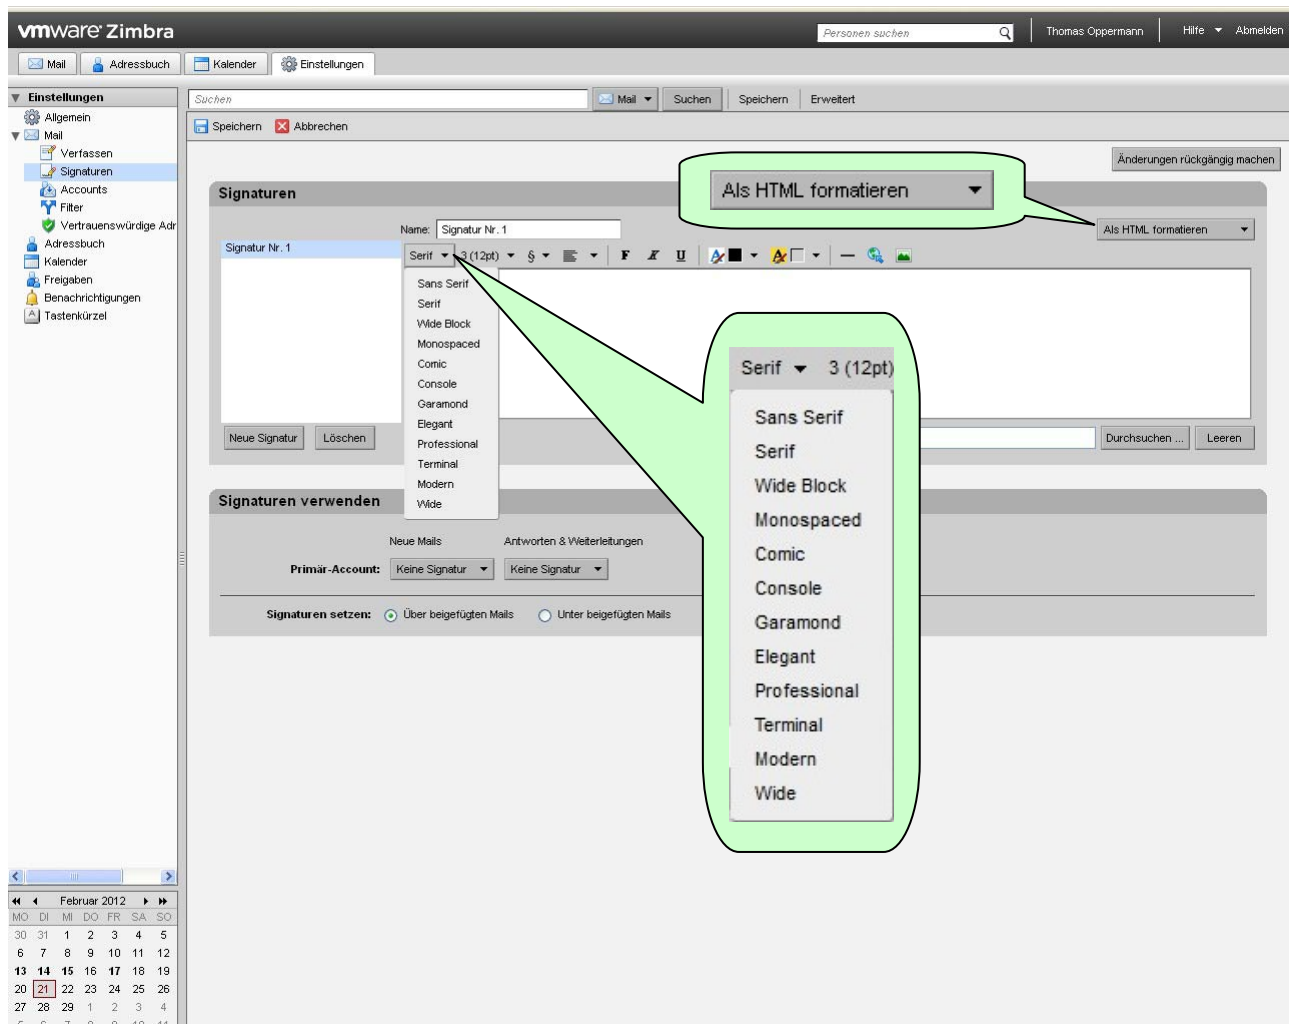 vmware Zimbra
Personen suchen
Thomas Oppermann
Hilfe
Abmelden
Mail
Adressbuch
Kalender
Einstellungen
Einstellungen
Allgemein
Mail
Verfassen
Signaturen
Accounts
Filter
Vertrauenswürdige Adr
Adressbuch
Kalender
Freigaben
Benachrichtigungen
Tastenkürzel
Suchen
Mail
Suchen
Speichern
Erweitert
Speichern
Abbrechen
Änderungen rückgängig machen
Signaturen
Als HTML formatieren
Als HTML formatieren
Name: Signatur Nr. 1
Signatur Nr. 1
Serif 3 (12pt) § F K U
Sans Serif
Serif
Wide Block
Monospaced
Comic
Console
Garamond
Elegant
Professional
Terminal
Modern
Wide
Serif 3 (12pt)
Sans Serif
Serif
Wide Block
Monospaced
Comic
Console
Garamond
Elegant
Professional
Terminal
Modern
Wide
Neue Signatur
Löschen
Durchsuchen ...
Leeren
Signaturen verwenden
Neue Mails
Antworten & Weiterleitungen
Primär-Account: Keine Signatur Keine Signatur
Signaturen setzen: Über beigefügten Mails Unter beigefügten Mails
Februar 2012
MO DI MI DO FR SA SO
30 31 1 2 3 4 5
6 7 8 9 10 11 12
13 14 15 16 17 18 19
20 21 22 23 24 25 26
27 28 29 1 2 3 4